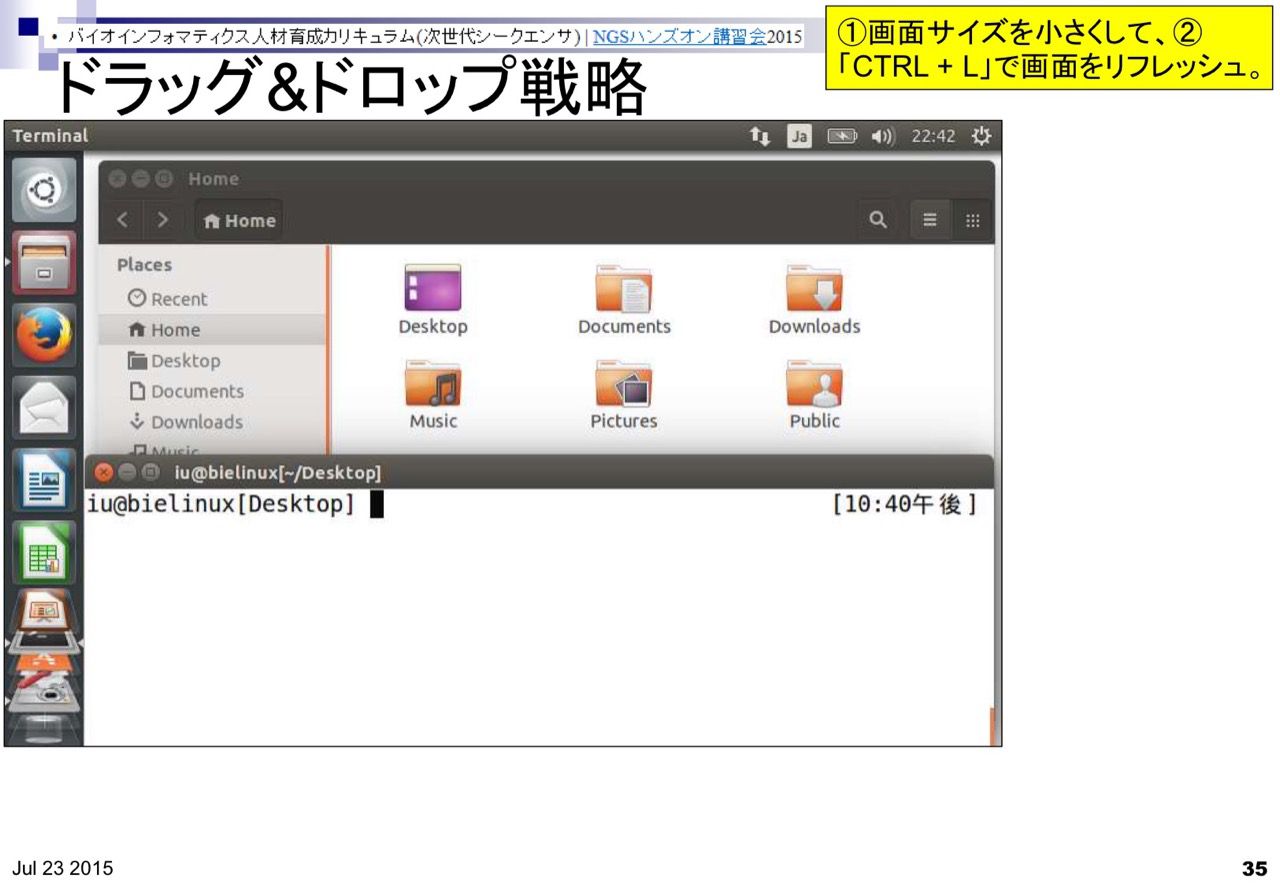 • バイオインフォマティクス人材育成カリキュラム(次世代シークエンサ) | NGSハンズオン講習会2015
①画面サイズを小さくして、②
「CTRL + L」で画面をリフレッシュ。
ドラッグ&ドロップ戦略
Terminal Ja 22:42
Home
Home
Places
Recent
Home
Desktop
Documents
Downloads
Music
Desktop Documents Downloads
Music Pictures Public
iu@bielinux[~/Desktop]
iu@bielinux[Desktop] [10:40午後]
Jul 23 2015 35